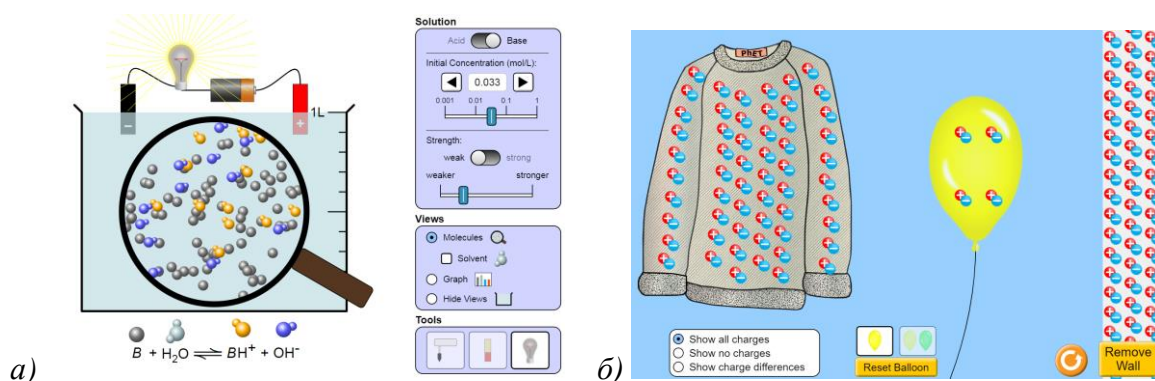 Solution
Acid Base
Initial Concentration (mol/L):
0.033
0.001 0.01 0.1 1
Strength:
weak strong
weaker stronger
Views
Molecules
Solvent
Graph
Hide Views
Tools
1L
−
+
B + H₂O ⇌ BH⁺ + OH⁻
а)
PhET
Show all charges
Show no charges
Show charge differences
Reset Balloon
Remove
Wall
б)